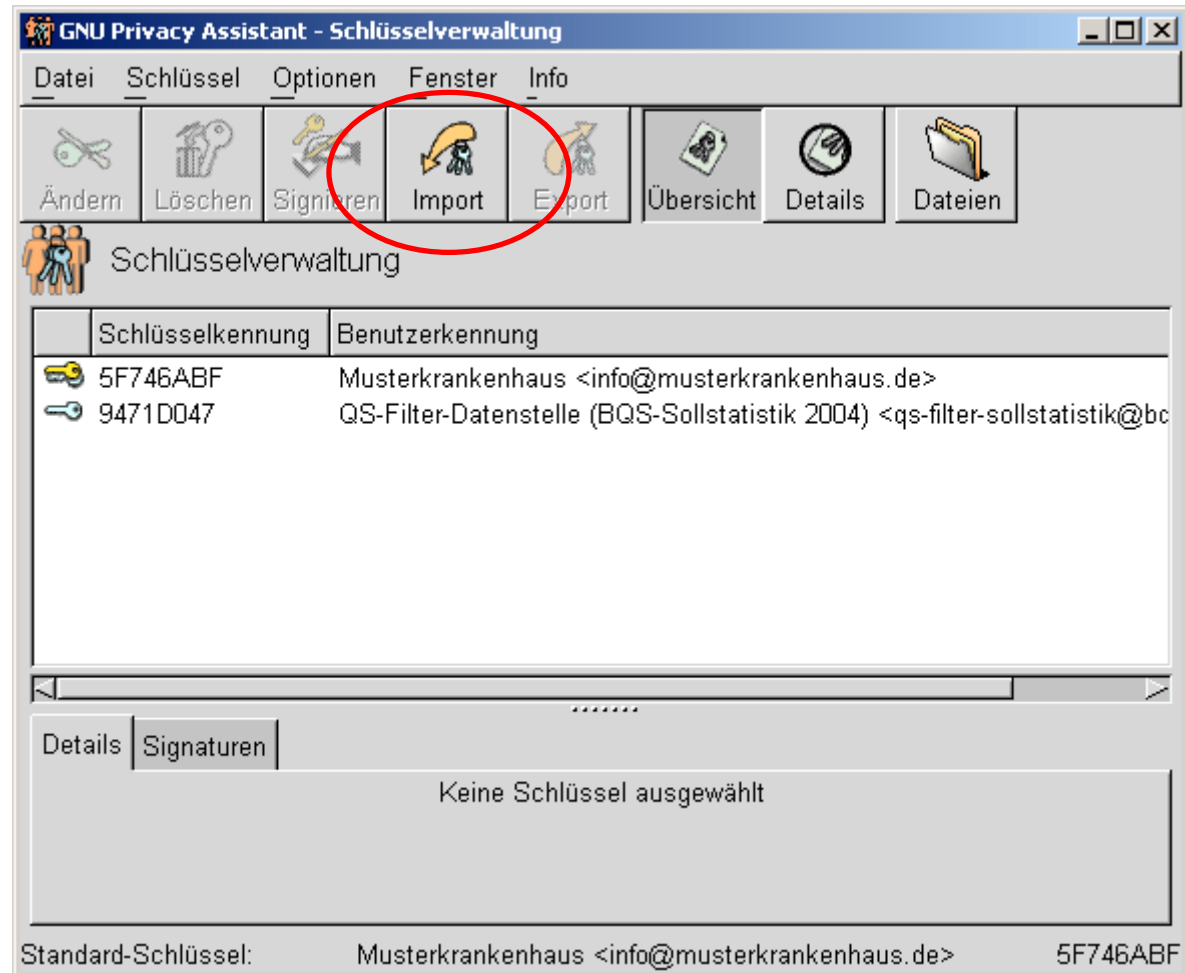 GNU Privacy Assistant - Schlüsselverwaltung
Datei Schlüssel Optionen Fenster Info
Ändern Löschen Signieren Import Export Übersicht Details Dateien
Schlüsselverwaltung
Schlüsselkennung Benutzerkennung
5F746ABF Musterkrankenhaus <info@musterkrankenhaus.de>
9471D047 QS-Filter-Datenstelle (BQS-Sollstatistik 2004) <qs-filter-sollstatistik@bq
Details Signaturen
Keine Schlüssel ausgewählt
Standard-Schlüssel: Musterkrankenhaus <info@musterkrankenhaus.de> 5F746ABF